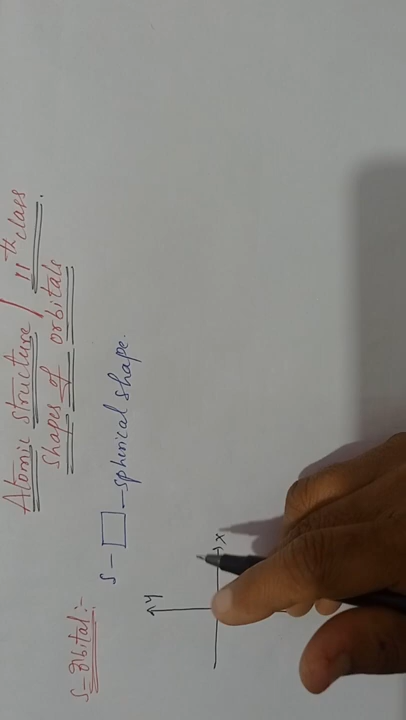 Atomic structure / 11th class
Shapes of orbitals
S-orbital:-
S-□-spherical shape.
Y
X